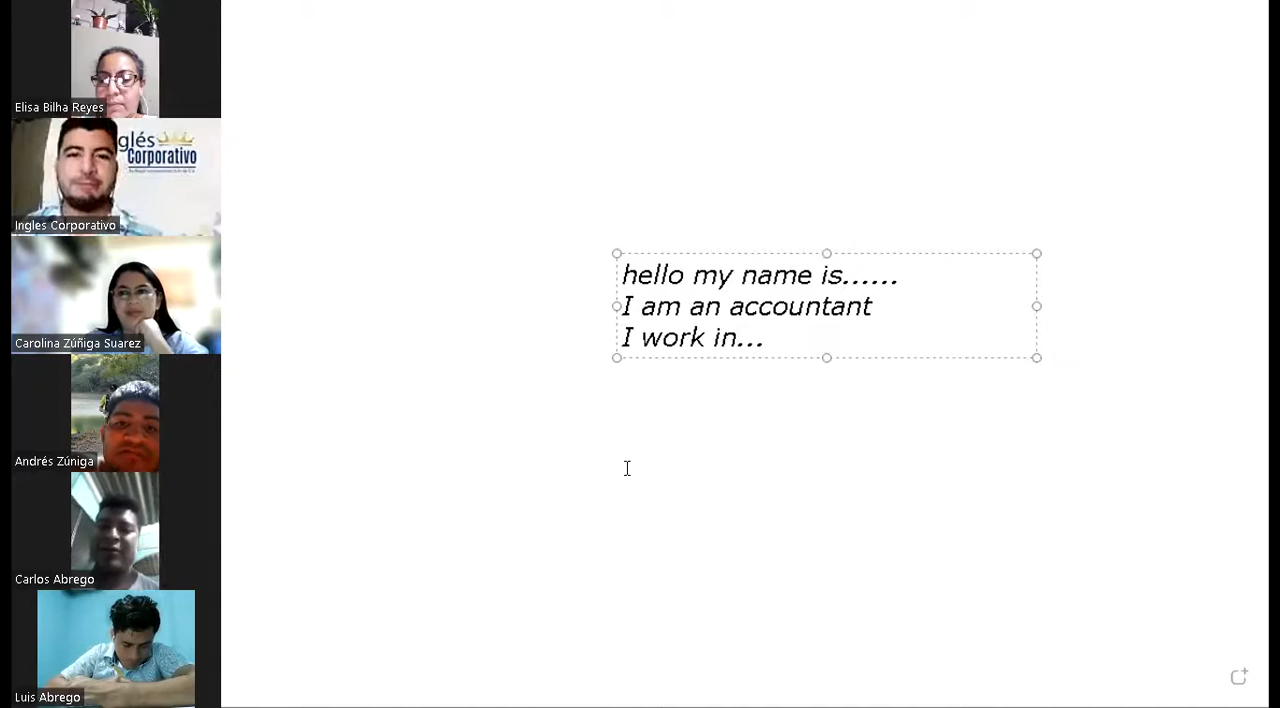 Elisa Bilha Reyes
glés
Corporativo
Ingles Corporativo
Carolina Zúñiga Suarez
Andrés Zúniga
Carlos Abrego
Luis Abrego
hello my name is......
I am an accountant
I work in...